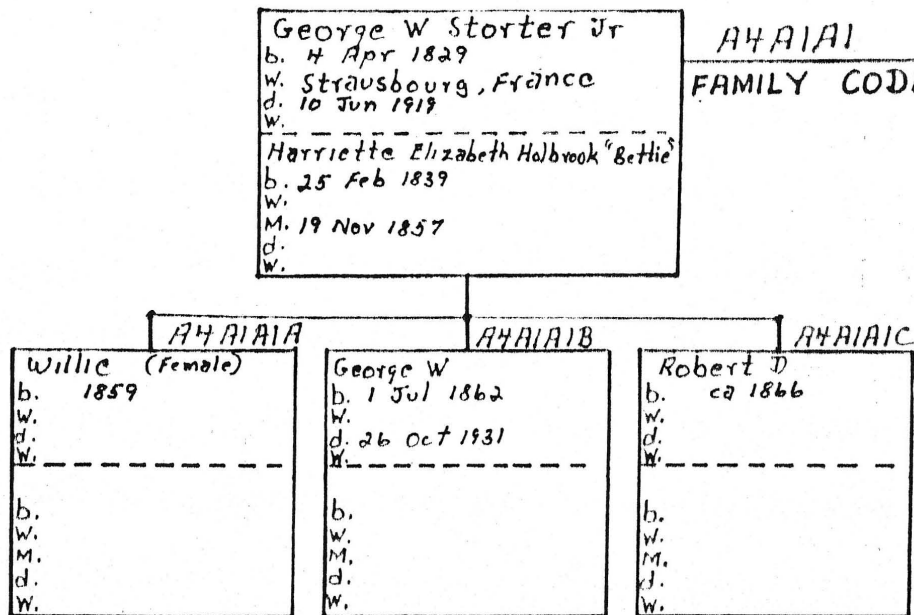 George W Storter Jr
b. 4 Apr 1829
W. Strausbourg, France
d. 10 Jun 1919
W.
Harriette Elizabeth Holbrook "Bettie"
b. 25 Feb 1839
W.
M. 19 Nov 1857
d.
W.
A4A1A1
FAMILY COD
A4A1A1A
Willie (Female)
b. 1859
W.
d.
W.
b.
W.
M.
d.
W.
A4A1A1B
George W
b. 1 Jul 1862
W.
d. 26 Oct 1931
W.
b.
W.
M.
d.
W.
A4A1A1C
Robert D
b. ca 1866
W.
d.
W.
b.
W.
M.
d.
W.